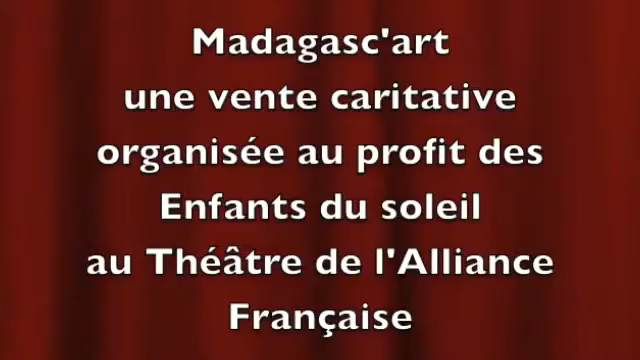 Madagasc'art
une vente caritative
organisée au profit des
Enfants du soleil
au Théâtre de l'Alliance
Française